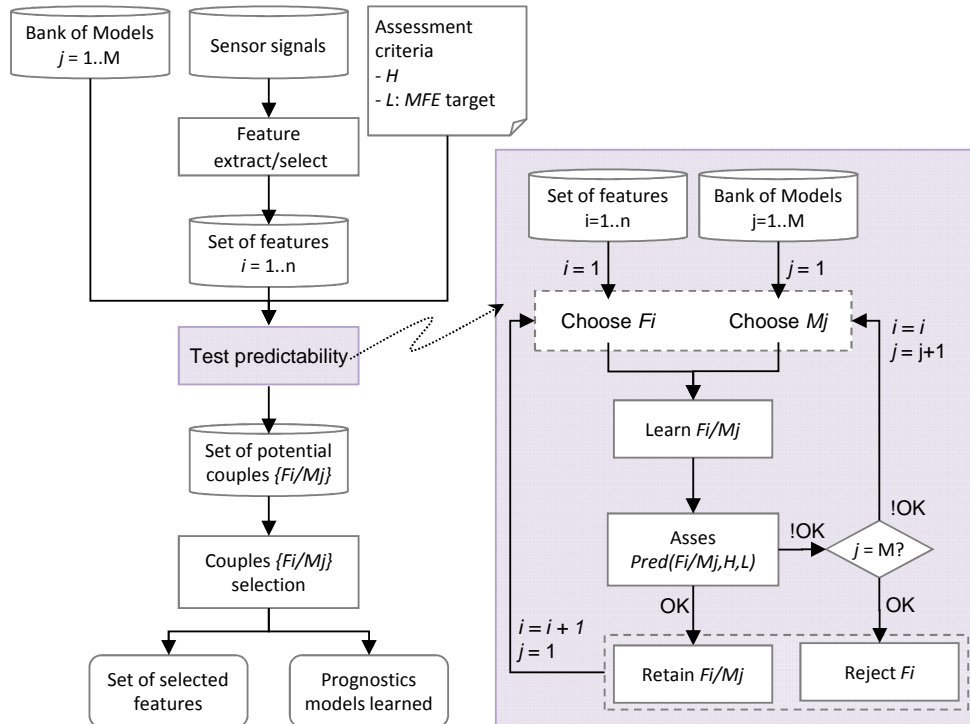 Bank of Models
j = 1..M
Sensor signals
Assessment
criteria
- H
- L: MFE target
Feature
extract/select
Set of features
i = 1..n
Test predictability
Set of potential
couples {Fi/Mj}
Couples {Fi/Mj}
selection
Set of selected
features
Prognostics
models learned
Set of features
i=1..n
Bank of Models
j=1..M
i = 1
j = 1
Choose Fi
Choose Mj
i = i
j = j+1
Learn Fi/Mj
Asses
Pred(Fi/Mj,H,L)
!OK
j = M?
!OK
OK
OK
i = i + 1
j = 1
Retain Fi/Mj
Reject Fi